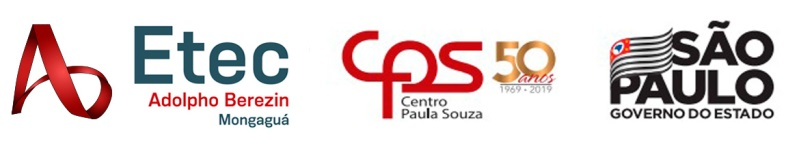 Etec
Adolpho Berezin
Mongaguá
cps
50
anos
1969 • 2019
Centro
Paula Souza
SÃO
PAULO
GOVERNO DO ESTADO